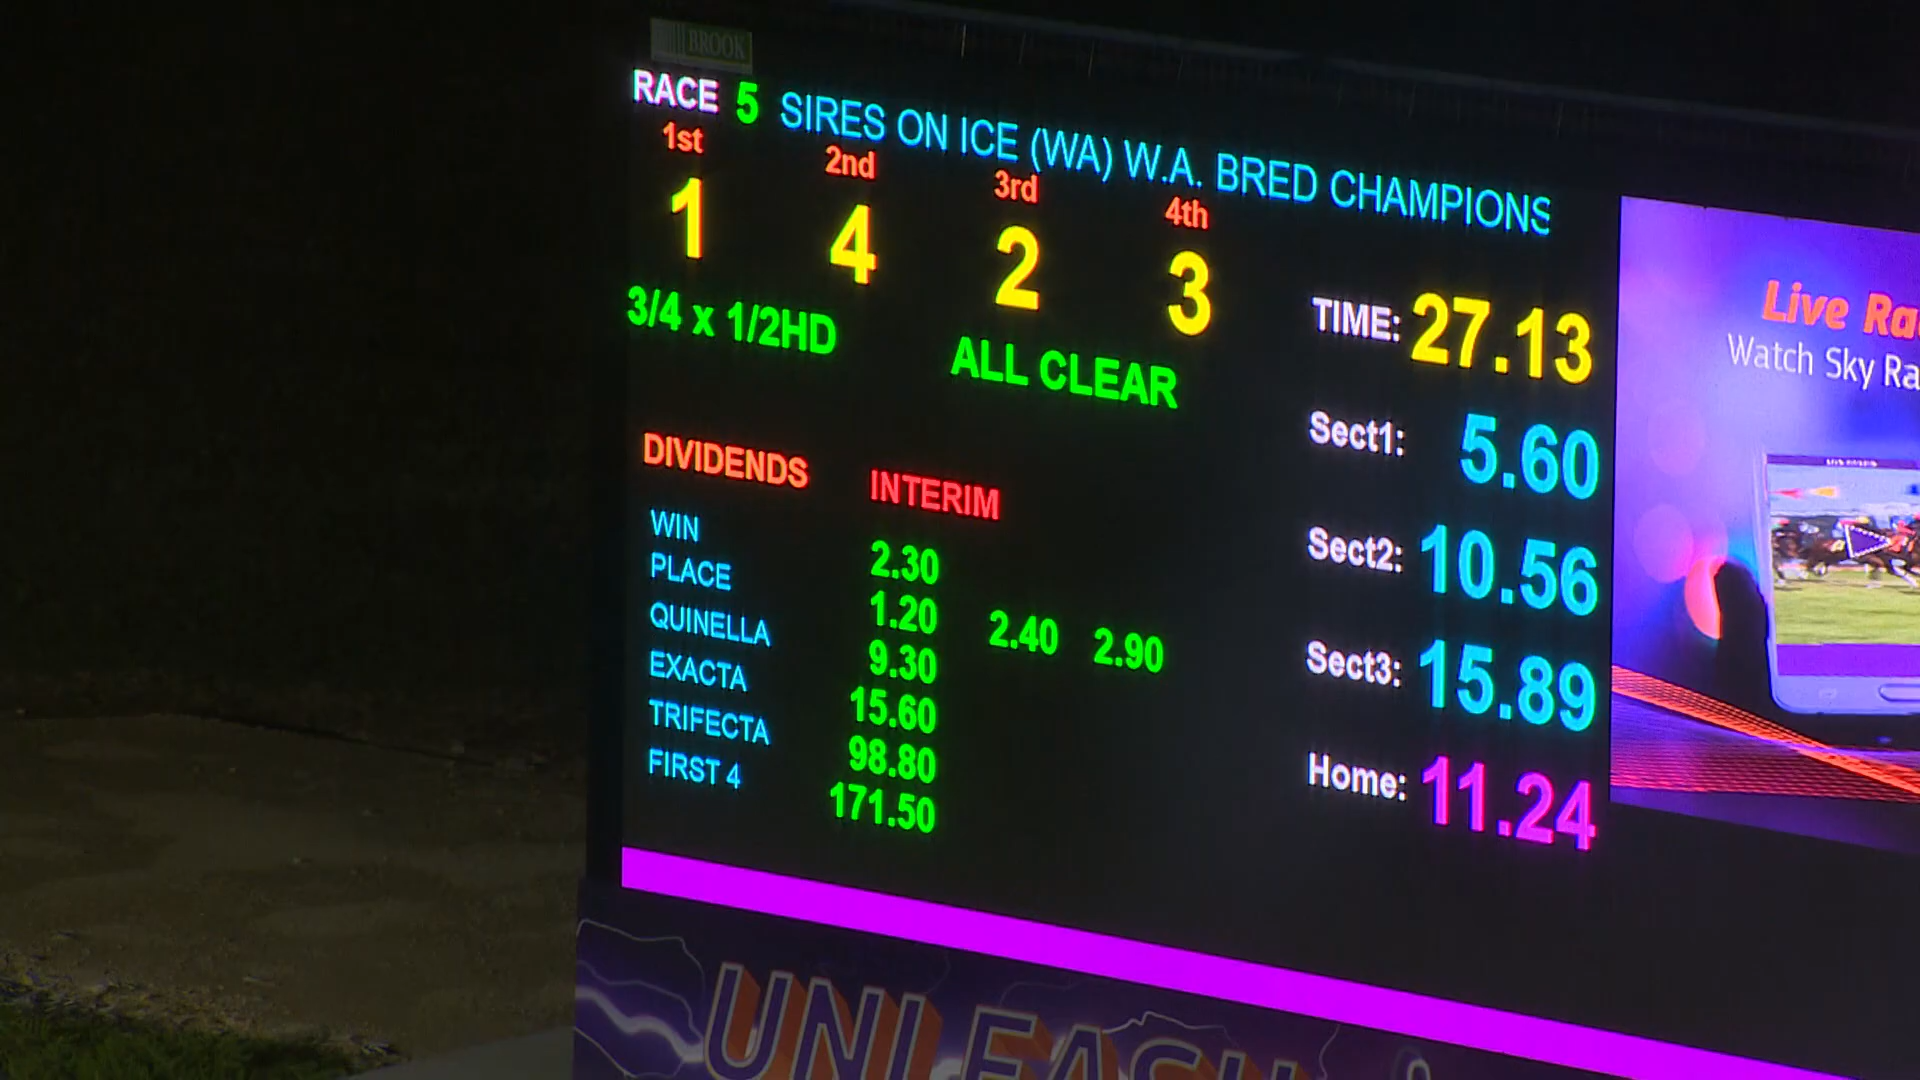 BROOK
RACE 5 SIRES ON ICE (WA) W.A. BRED CHAMPIONS
1st 2nd 3rd 4th
1 4 2 3
3/4 x 1/2HD
ALL CLEAR
TIME: 27.13
Sect1: 5.60
Sect2: 10.56
Sect3: 15.89
Home: 11.24
DIVIDENDS INTERIM
WIN 2.30
PLACE 1.20 2.40 2.90
QUINELLA 9.30
EXACTA 15.60
TRIFECTA 98.80
FIRST 4 171.50
Live Ra
Watch Sky Ra
UNLEASH